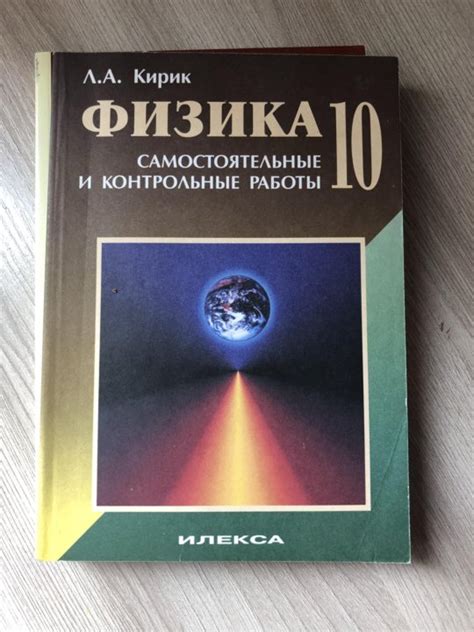 Л.А. Кирик
ФИЗИКА 10
САМОСТОЯТЕЛЬНЫЕ
И КОНТРОЛЬНЫЕ РАБОТЫ
ИЛЕКСА